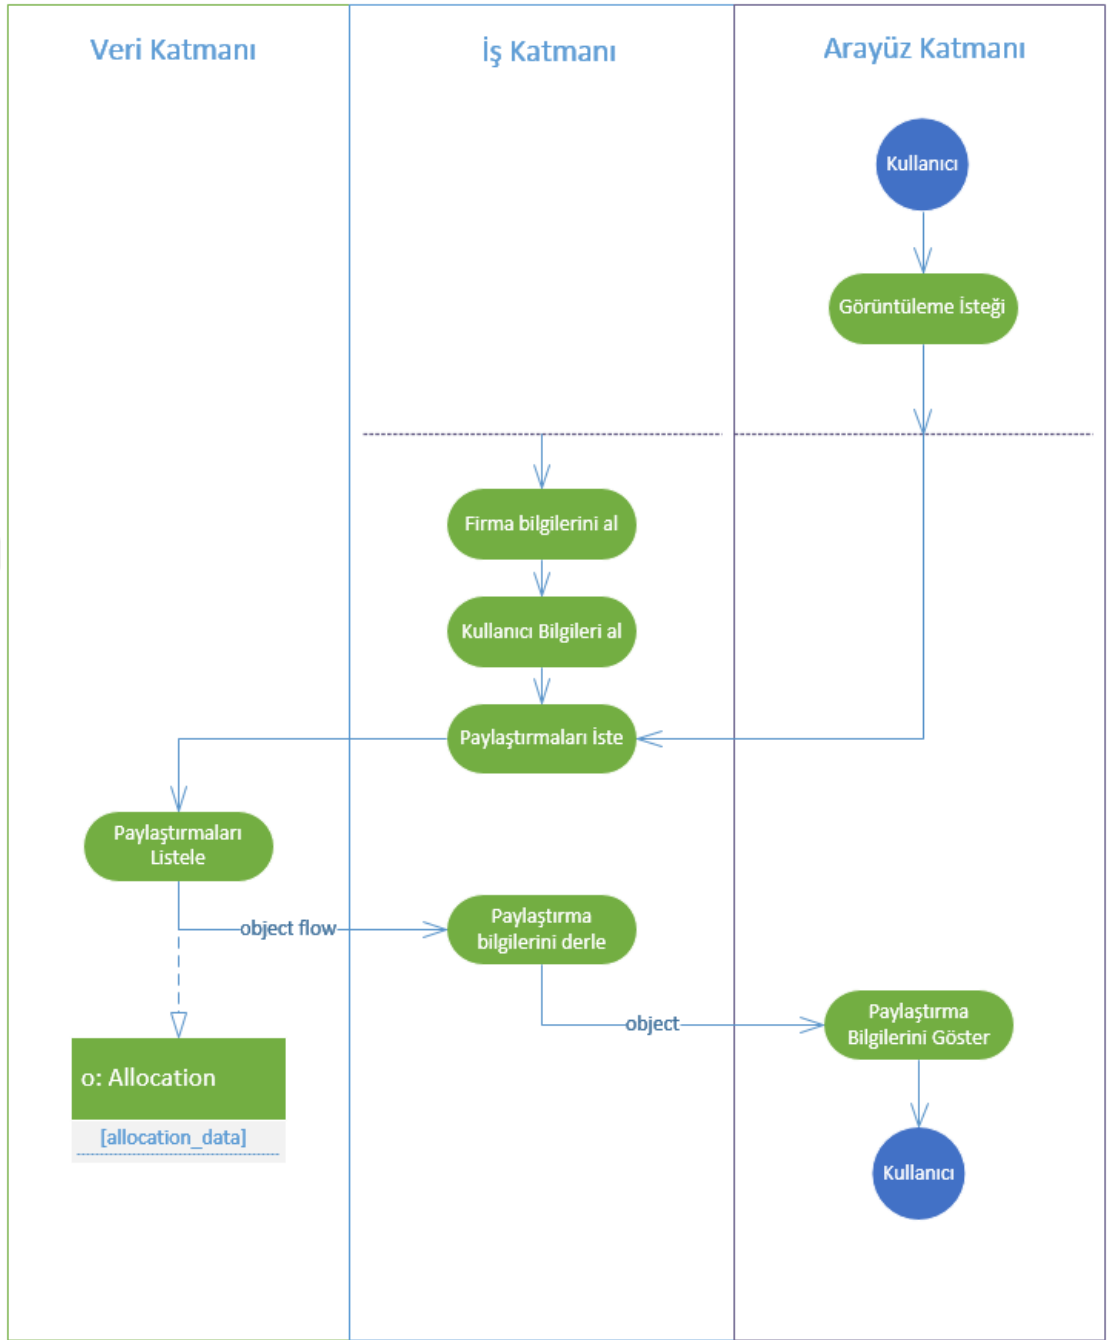 Veri Katmanı
İş Katmanı
Arayüz Katmanı
Kullanıcı
Görüntüleme İsteği
Firma bilgilerini al
Kullanıcı Bilgileri al
Paylaştırmaları İste
Paylaştırmaları
Listele
object flow
Paylaştırma
bilgilerini derle
object
Paylaştırma
Bilgilerini Göster
o: Allocation
[allocation_data]
Kullanıcı